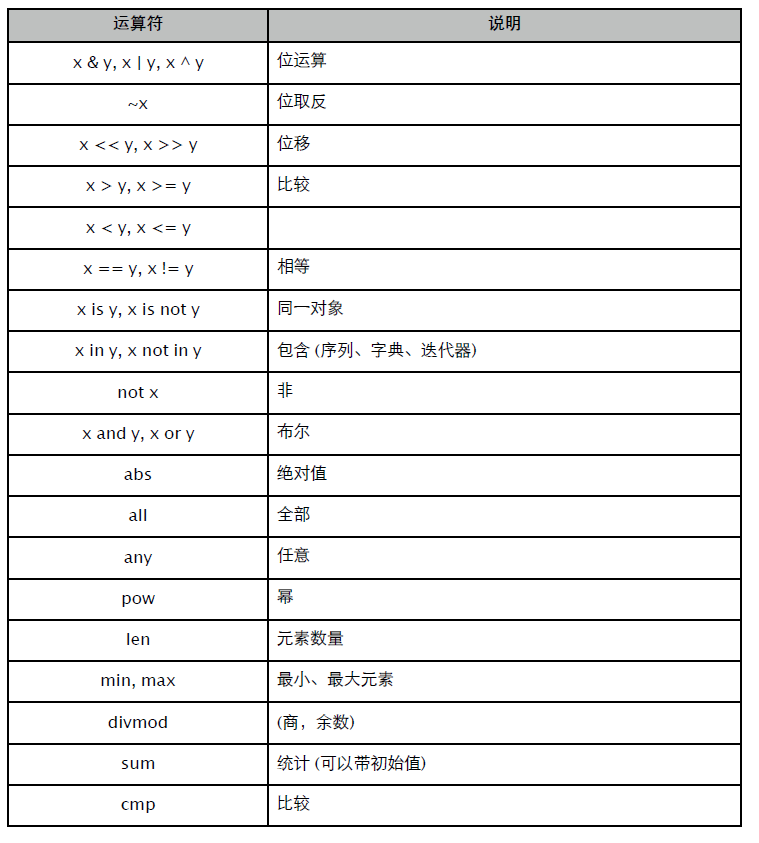 运算符 说明
x & y, x | y, x ^ y 位运算
~x 位取反
x << y, x >> y 位移
x > y, x >= y 比较
x < y, x <= y
x == y, x != y 相等
x is y, x is not y 同一对象
x in y, x not in y 包含 (序列、字典、迭代器)
not x 非
x and y, x or y 布尔
abs 绝对值
all 全部
any 任意
pow 幂
len 元素数量
min, max 最小、最大元素
divmod (商，余数)
sum 统计 (可以带初始值)
cmp 比较